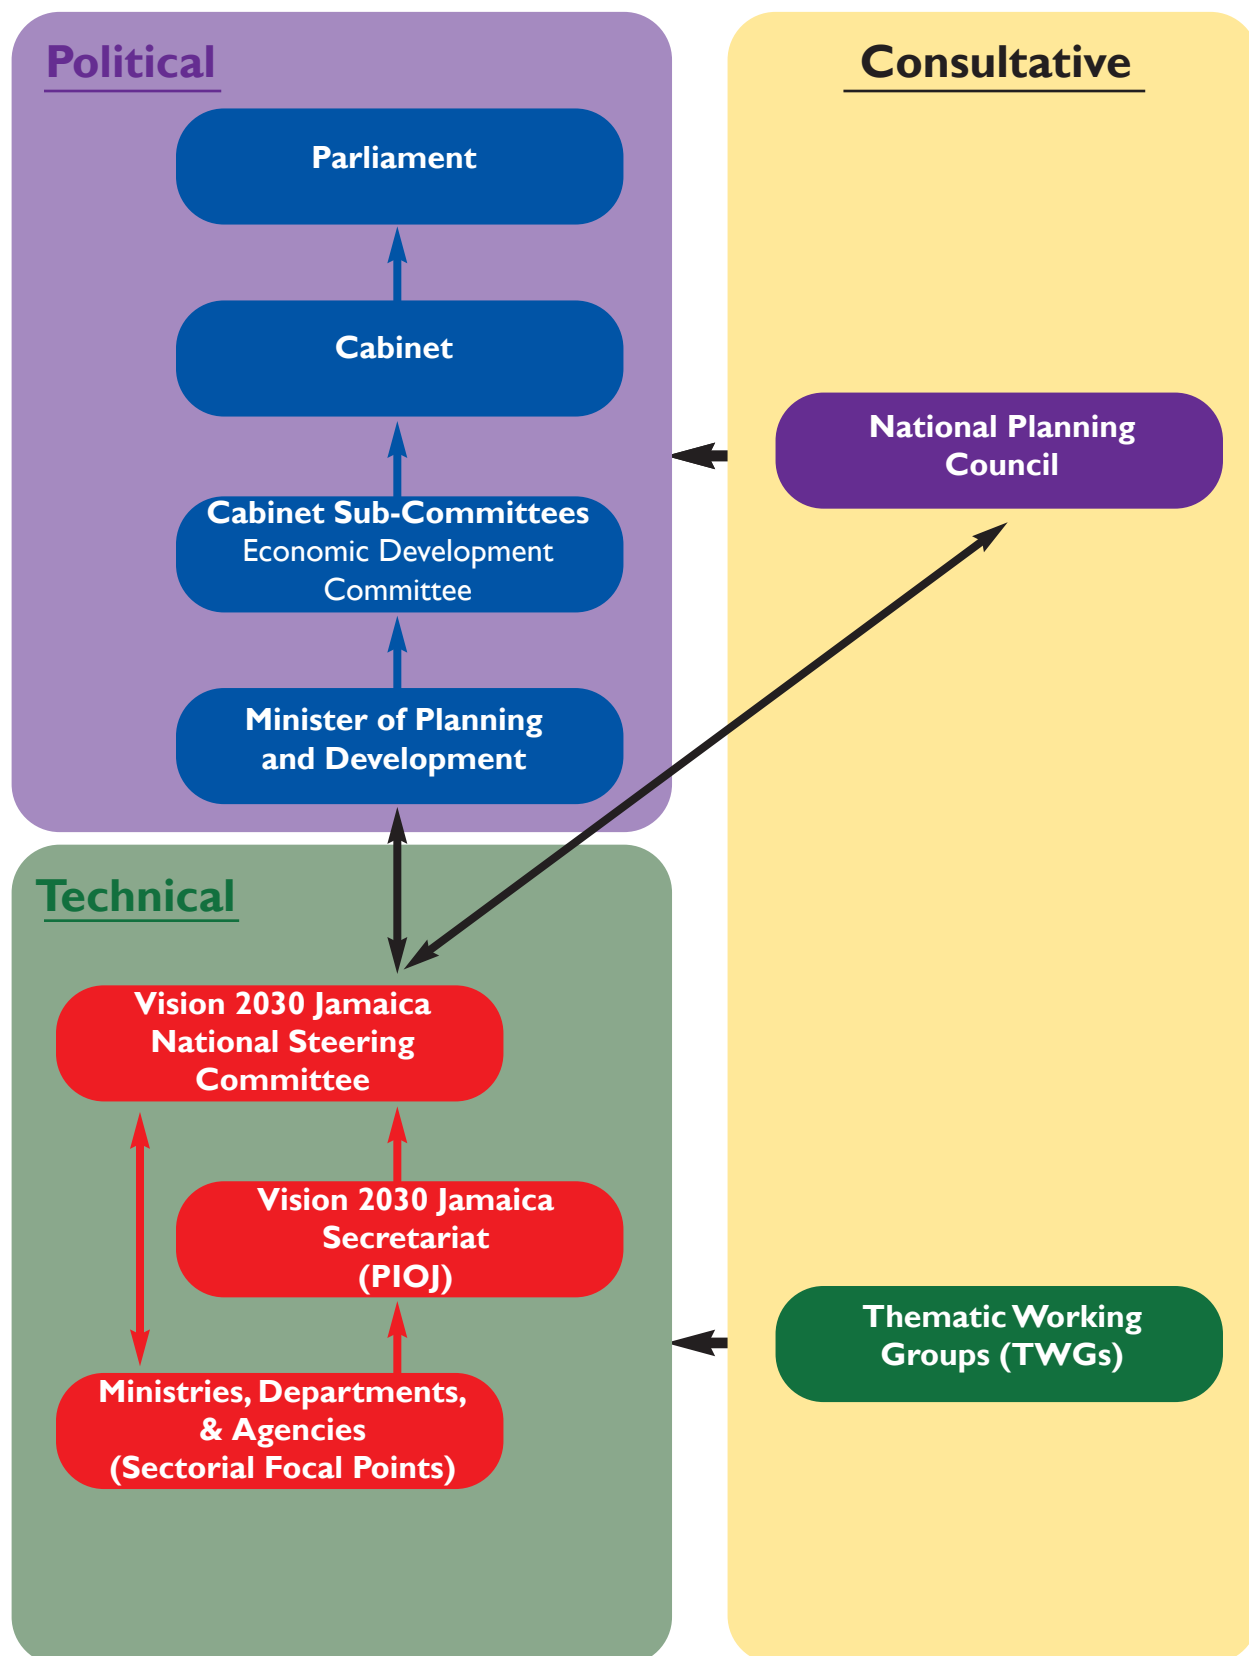 Political
Parliament
Cabinet
Cabinet Sub-Committees
Economic Development
Committee
Minister of Planning
and Development
Technical
Vision 2030 Jamaica
National Steering
Committee
Vision 2030 Jamaica
Secretariat
(PIOJ)
Ministries, Departments,
& Agencies
(Sectorial Focal Points)
Consultative
National Planning
Council
Thematic Working
Groups (TWGs)